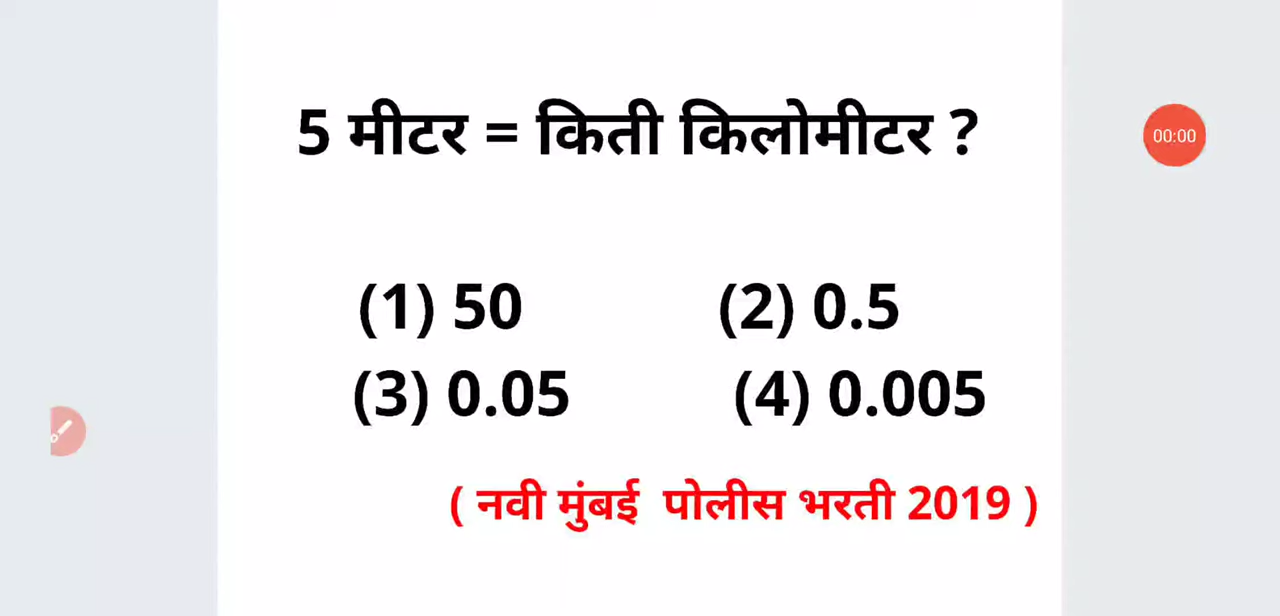 5 मीटर = किती किलोमीटर ?
00:00
(1) 50 (2) 0.5
(3) 0.05 (4) 0.005
( नवी मुंबई पोलीस भरती 2019 )